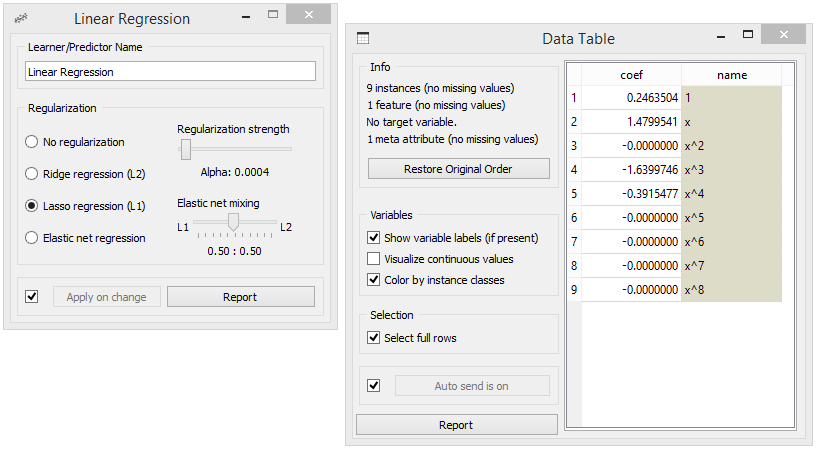 Linear Regression
Learner/Predictor Name
Linear Regression
Regularization
No regularization
Ridge regression (L2)
Lasso regression (L1)
Elastic net regression
Regularization strength
Alpha: 0.0004
Elastic net mixing
L1 L2
0.50 : 0.50
Apply on change Report
Data Table
Info
9 instances (no missing values)
1 feature (no missing values)
No target variable.
1 meta attribute (no missing values)
Restore Original Order
Variables
Show variable labels (if present)
Visualize continuous values
Color by instance classes
Selection
Select full rows
Auto send is on
Report
coef name
1 0.2463504 1
2 1.4799541 x
3 -0.0000000 x^2
4 -1.6399746 x^3
5 -0.3915477 x^4
6 -0.0000000 x^5
7 -0.0000000 x^6
8 -0.0000000 x^7
9 -0.0000000 x^8